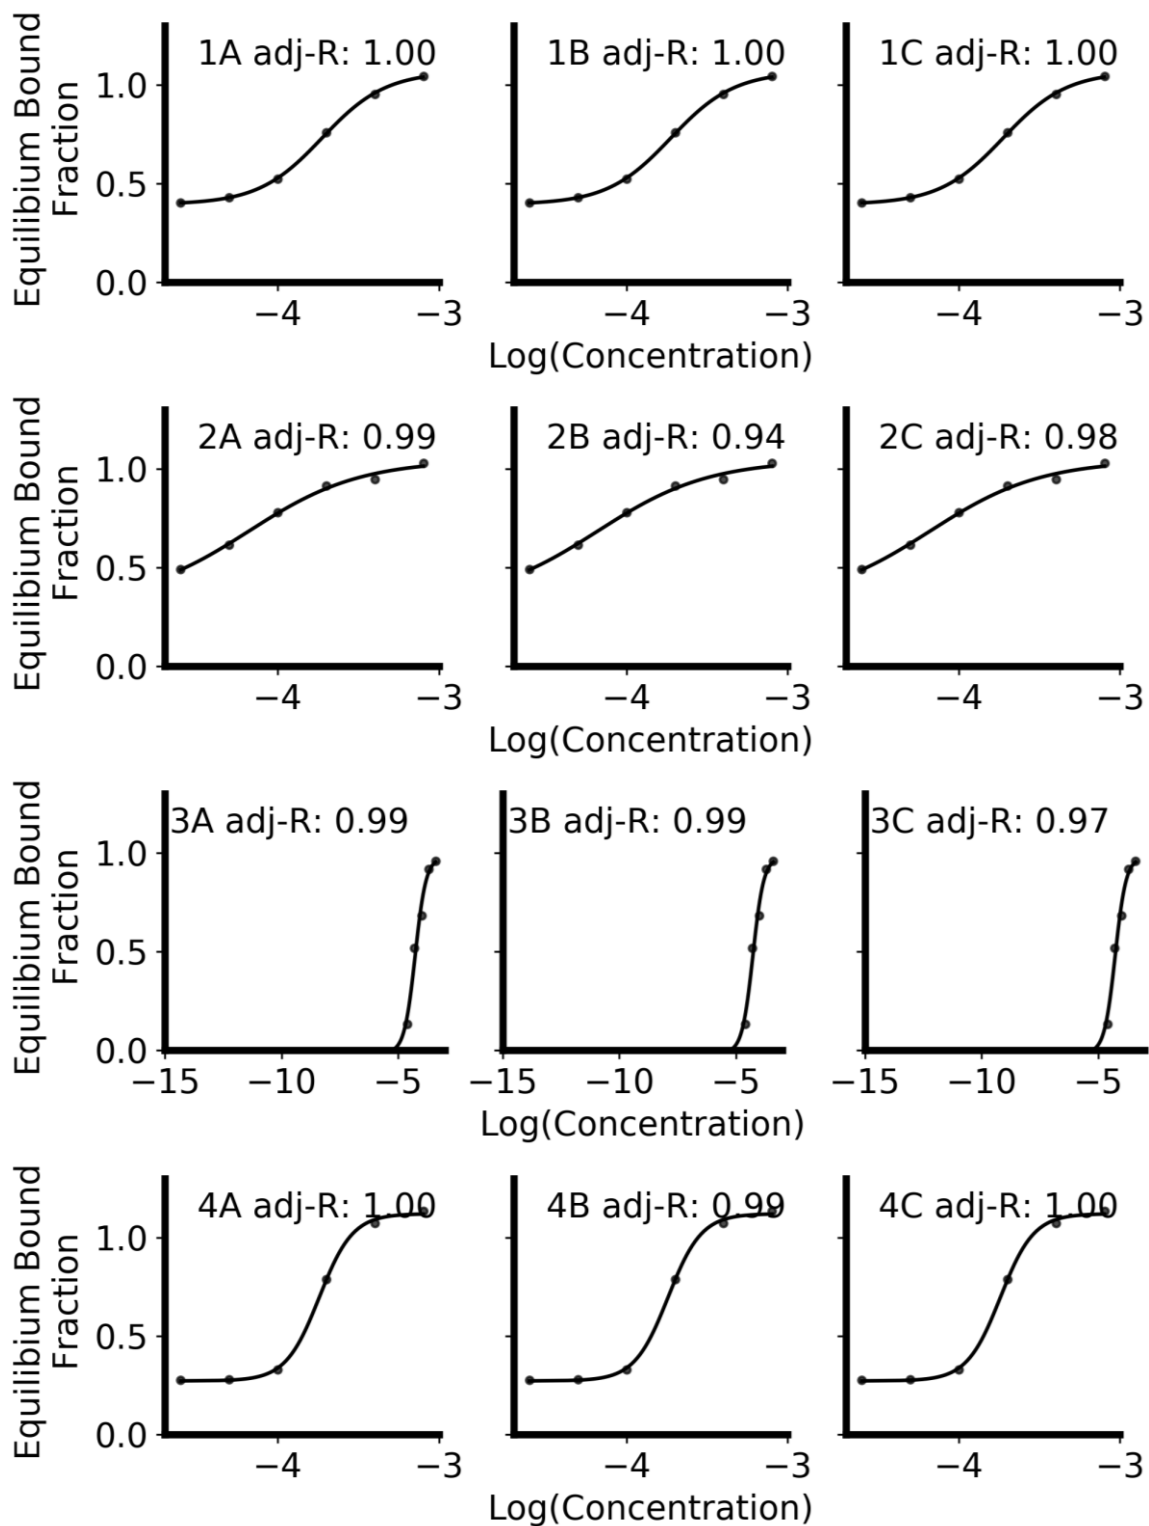 Equilibium Bound
Fraction
1A adj-R: 1.00
1B adj-R: 1.00
1C adj-R: 1.00
1.0
0.5
0.0
−4
−3
−4
−3
−4
−3
Log(Concentration)
Equilibium Bound
Fraction
2A adj-R: 0.99
2B adj-R: 0.94
2C adj-R: 0.98
1.0
0.5
0.0
−4
−3
−4
−3
−4
−3
Log(Concentration)
Equilibium Bound
Fraction
3A adj-R: 0.99
3B adj-R: 0.99
3C adj-R: 0.97
1.0
0.5
0.0
−15
−10
−5
−15
−10
−5
−15
−10
−5
Log(Concentration)
Equilibium Bound
Fraction
4A adj-R: 1.00
4B adj-R: 0.99
4C adj-R: 1.00
1.0
0.5
0.0
−4
−3
−4
−3
−4
−3
Log(Concentration)